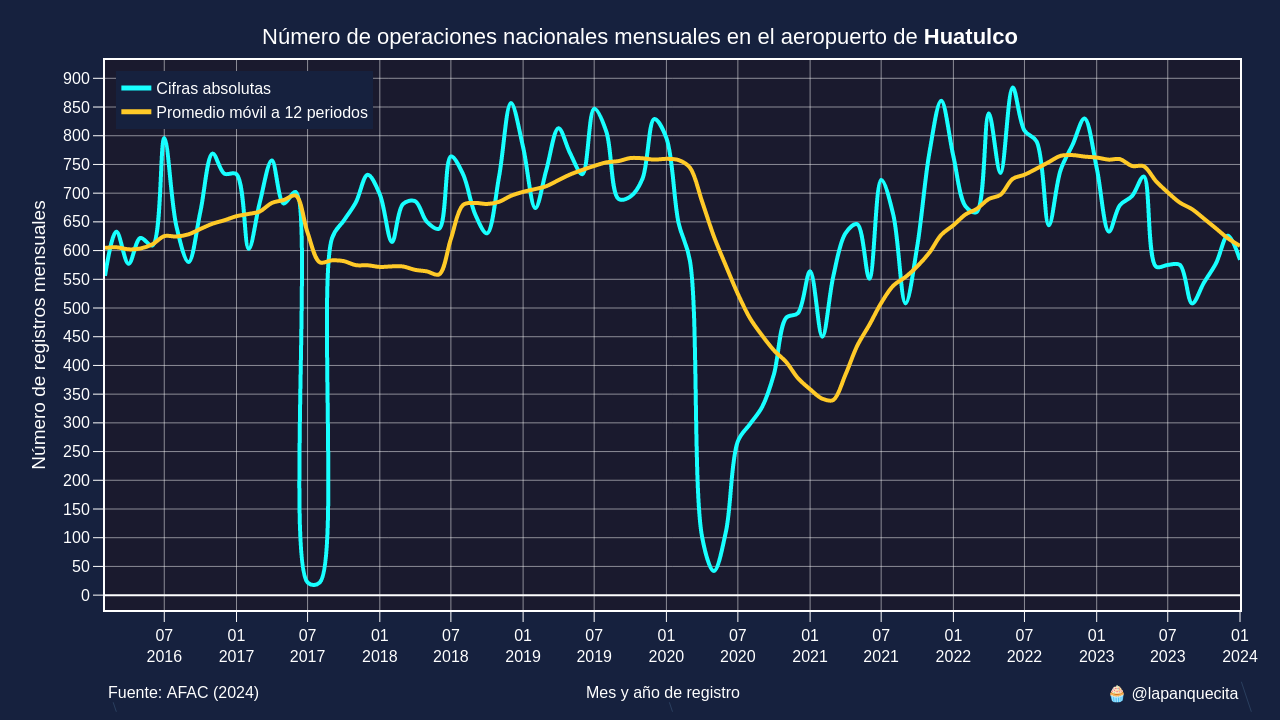 Número de operaciones nacionales mensuales en el aeropuerto de Huatulco
Cifras absolutas
Promedio móvil a 12 periodos
Número de registros mensuales
900
850
800
750
700
650
600
550
500
450
400
350
300
250
200
150
100
50
0
07 01 07 01 07 01 07 01 07 01 07 01 07 01 07 01
2016 2017 2017 2018 2018 2019 2019 2020 2020 2021 2021 2022 2022 2023 2023 2024
Fuente: AFAC (2024)
Mes y año de registro
🧁 @lapanquecita